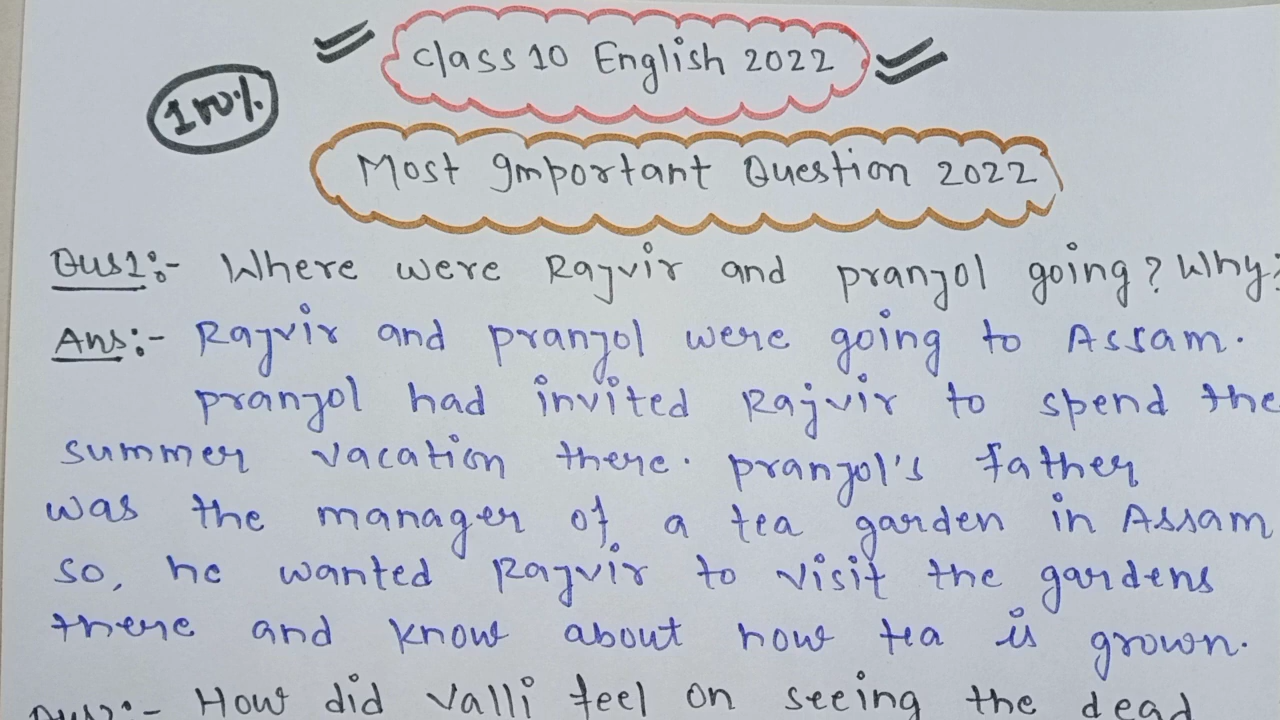 Class 10 English 2022
100%
Most Important Question 2022
Qus1:- Where were Rajvir and pranjol going? Why?
Ans:- Rajvir and pranjol were going to Assam.
pranjol had invited Rajvir to spend the
summer vacation there. pranjol's father
was the manager of a tea garden in Assam
so, he wanted Rajvir to visit the gardens
there and know about how tea is grown.
Qus2:- How did Valli feel on seeing the dead